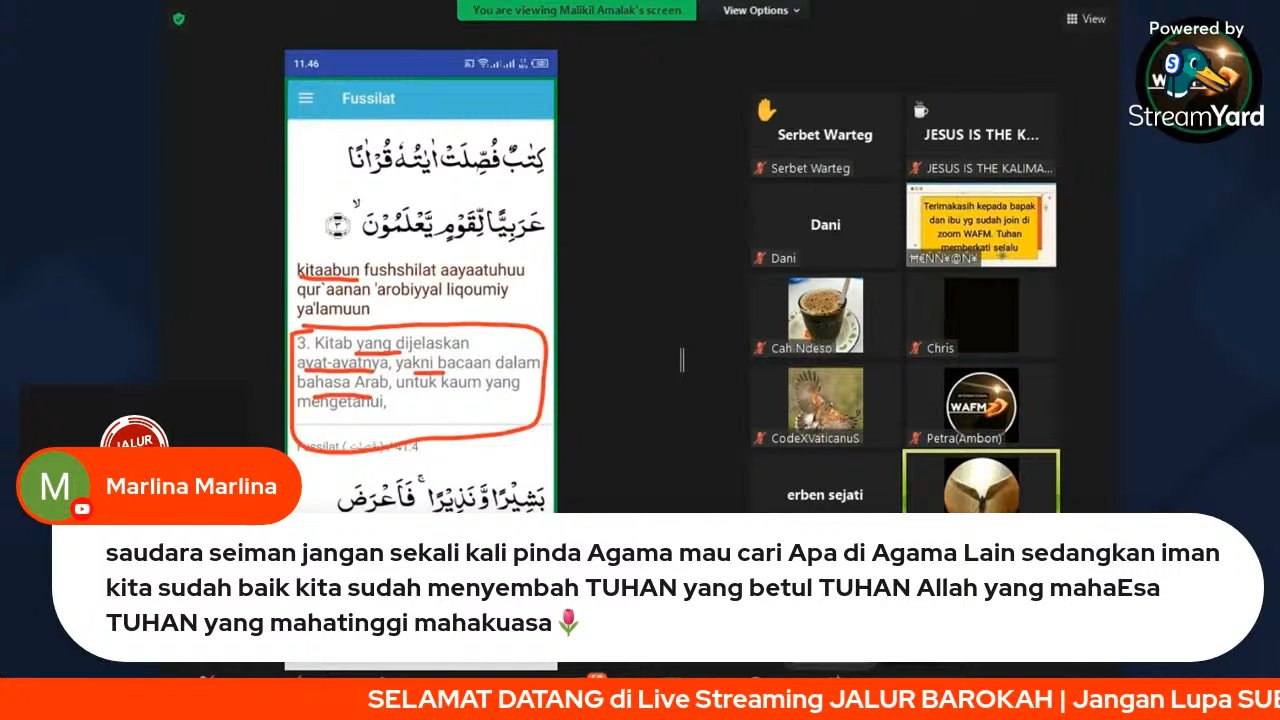 You are viewing Malikil Amalak's screen
View Options
View
Powered by
StreamYard
11.46
Fussilat
كِتٰبٌ فُصِّلَتْ اٰيٰتُهٗ قُرْاٰنًا
عَرَبِيًّا لِّقَوْمٍ يَّعْلَمُوْنَۙ ٣
kitaabun fushshilat aayaatuhuu
qur`aanan 'arobiyyal liqoumiy
ya'lamuun
3. Kitab yang dijelaskan
ayat-ayatnya, yakni bacaan dalam
bahasa Arab, untuk kaum yang
mengetahui,
بَشِيْرًا وَّنَذِيْرًاۚ فَاَعْرَضَ
Serbet Warteg
Serbet Warteg
JESUS IS THE K...
JESUS IS THE KALIMA...
Dani
Dani
Terimakasih kepada bapak
dan ibu yg sudah join di
zoom WAFM. Tuhan
memberkati selalu
Cah Ndeso
Chris
CodeXVaticanuS
WAFM
Petra(Ambon)
erben sejati
JALUR
M
Marlina Marlina
saudara seiman jangan sekali kali pinda Agama mau cari Apa di Agama Lain sedangkan iman
kita sudah baik kita sudah menyembah TUHAN yang betul TUHAN Allah yang mahaEsa
TUHAN yang mahatinggi mahakuasa🌷
SELAMAT DATANG di Live Streaming JALUR BAROKAH | Jangan Lupa SUB